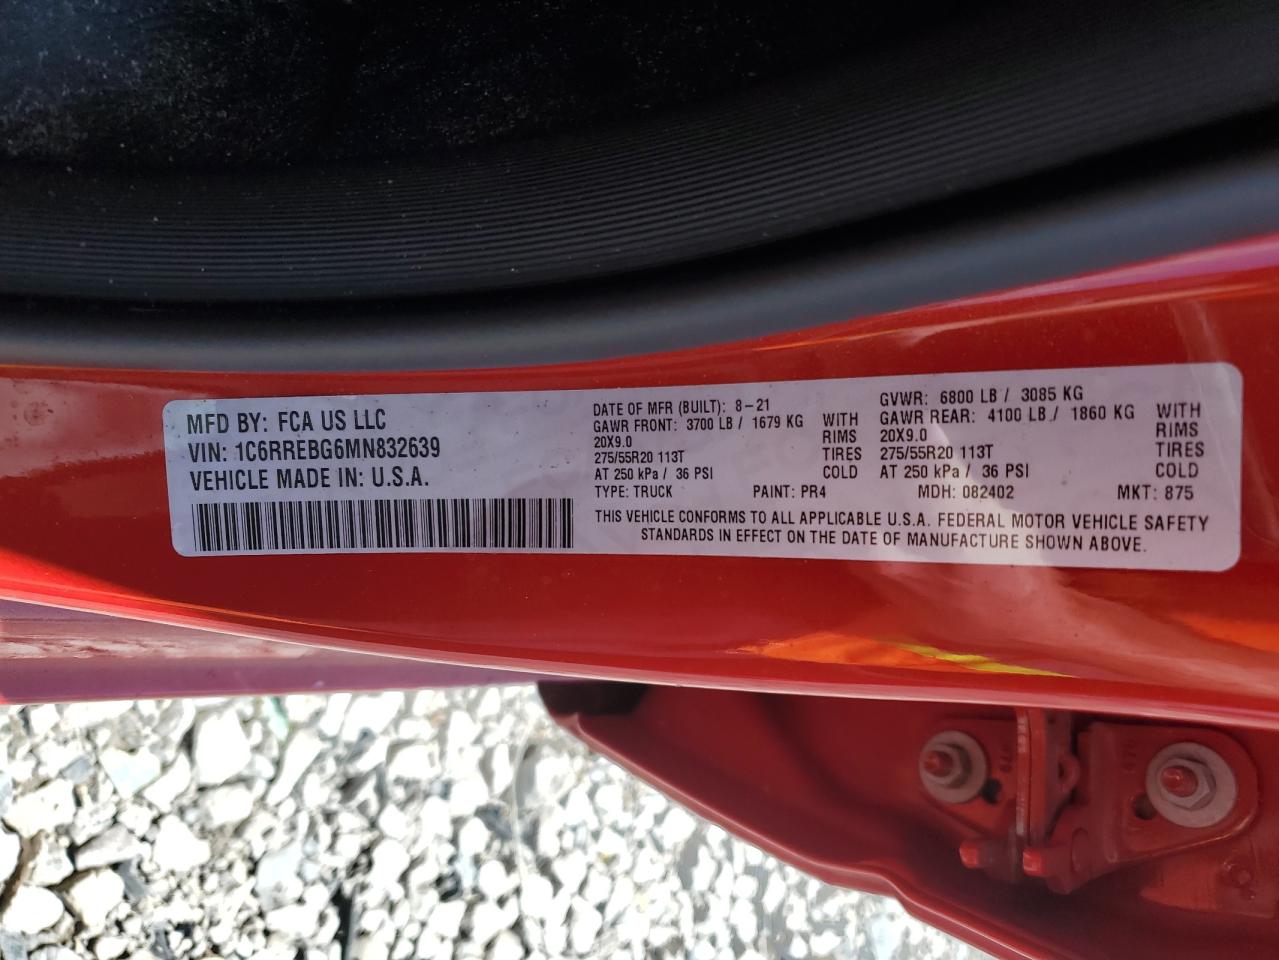 MFD BY: FCA US LLC
VIN: 1C6RREBG6MN832639
VEHICLE MADE IN: U.S.A.
DATE OF MFR (BUILT): 8-21
GAWR FRONT: 3700 LB / 1679 KG WITH
20X9.0 RIMS
275/55R20 113T TIRES
AT 250 kPa / 36 PSI COLD
GVWR: 6800 LB / 3085 KG
GAWR REAR: 4100 LB / 1860 KG WITH
20X9.0 RIMS
275/55R20 113T TIRES
AT 250 kPa / 36 PSI COLD
TYPE: TRUCK PAINT: PR4 MDH: 082402 MKT: 875
THIS VEHICLE CONFORMS TO ALL APPLICABLE U.S.A. FEDERAL MOTOR VEHICLE SAFETY
STANDARDS IN EFFECT ON THE DATE OF MANUFACTURE SHOWN ABOVE.